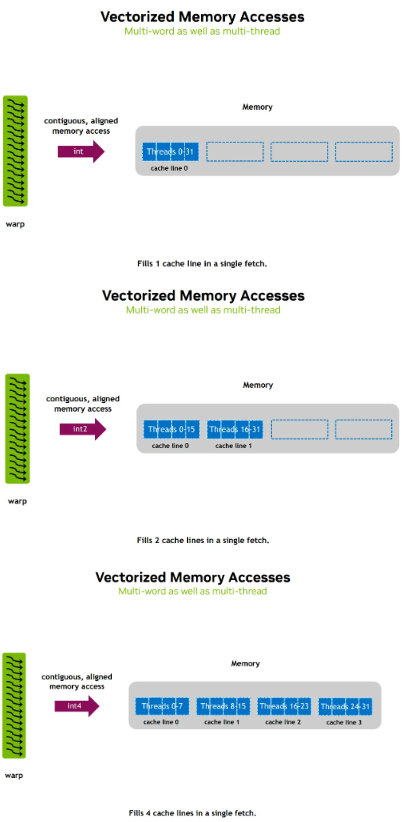 Vectorized Memory Accesses
Multi-word as well as multi-thread
Memory
contiguous, aligned
memory access
int
Threads 0-31
cache line 0
warp
Fills 1 cache line in a single fetch.
Vectorized Memory Accesses
Multi-word as well as multi-thread
Memory
contiguous, aligned
memory access
int2
Threads 0-15 Threads 16-31
cache line 0 cache line 1
warp
Fills 2 cache lines in a single fetch.
Vectorized Memory Accesses
Multi-word as well as multi-thread
Memory
contiguous, aligned
memory access
int4
Threads 0-7 Threads 8-15 Threads 16-23 Threads 24-31
cache line 0 cache line 1 cache line 2 cache line 3
warp
Fills 4 cache lines in a single fetch.